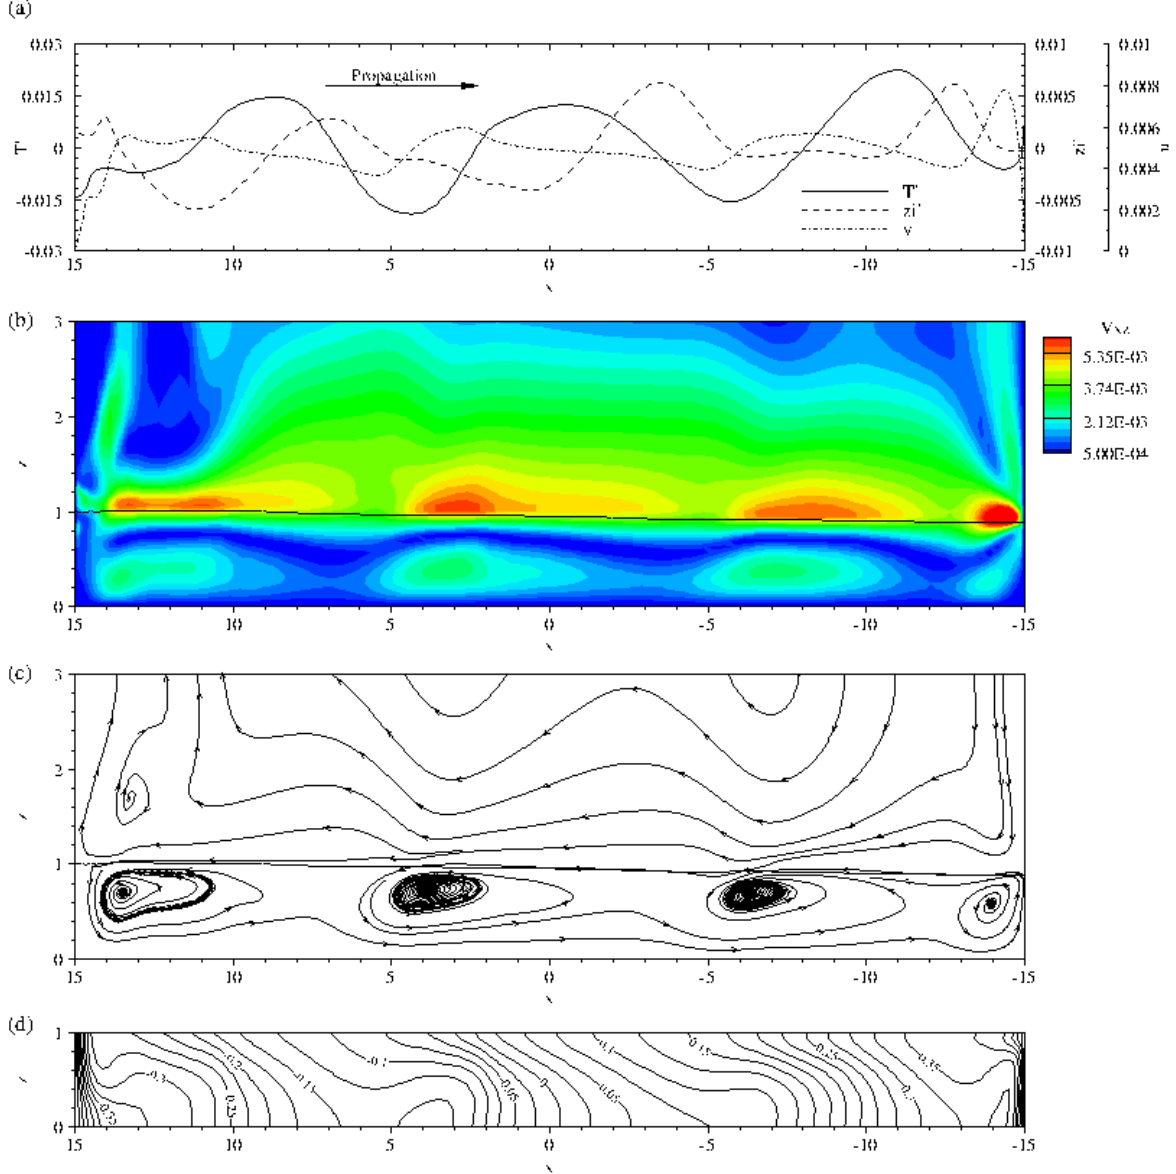 (a)
0.03 0.01 0.01
Propagation
0.015 0.005 0.008
T' 0 0 zi' 0.006 u
0.004
-0.015 T' -0.005 0.002
zi'
v
-0.03 -0.01 0
15 10 5 0 -5 -10 -15
x
(b)
3 Vxz
5.35E-03
3.74E-03
2 2.12E-03
5.00E-04
1
0
15 10 5 0 -5 -10 -15
x
(c)
3
2
1
0
15 10 5 0 -5 -10 -15
x
(d)
1
0
15 10 5 0 -5 -10 -15
x